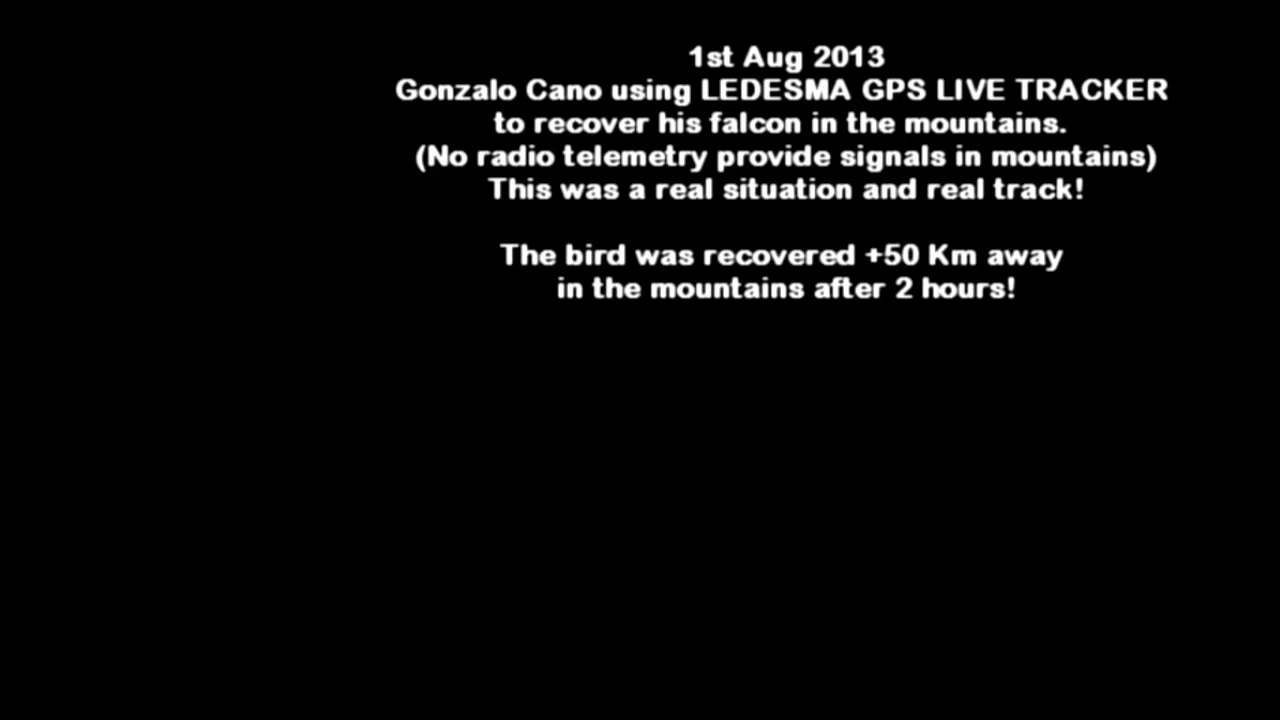 1st Aug 2013
Gonzalo Cano using LEDESMA GPS LIVE TRACKER
to recover his falcon in the mountains.
(No radio telemetry provide signals in mountains)
This was a real situation and real track!
The bird was recovered +50 Km away
in the mountains after 2 hours!